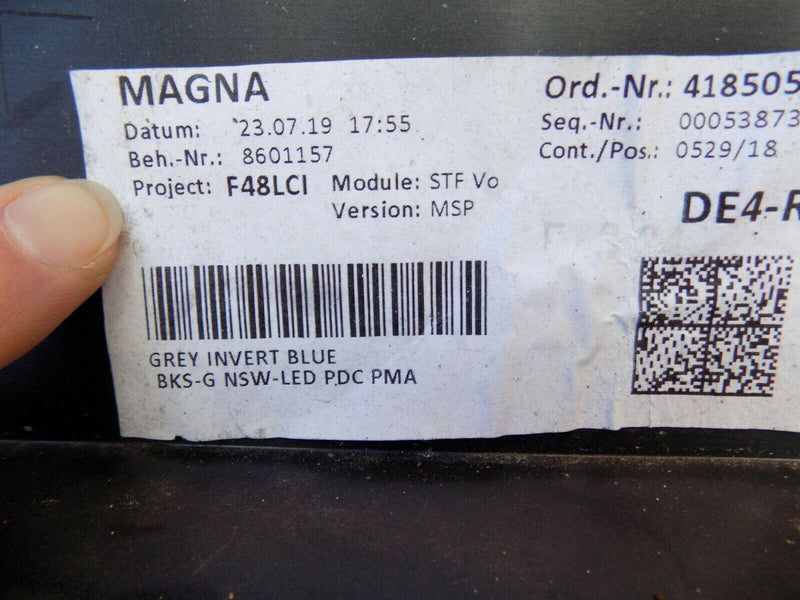 MAGNA
Datum: 23.07.19 17:55
Beh.-Nr.: 8601157
Project: F48LCI Module: STF Vo
Version: MSP
Ord.-Nr.: 418505
Seq.-Nr.: 00053873
Cont./Pos.: 0529/18
DE4-R
GREY INVERT BLUE
BKS-G NSW-LED PDC PMA